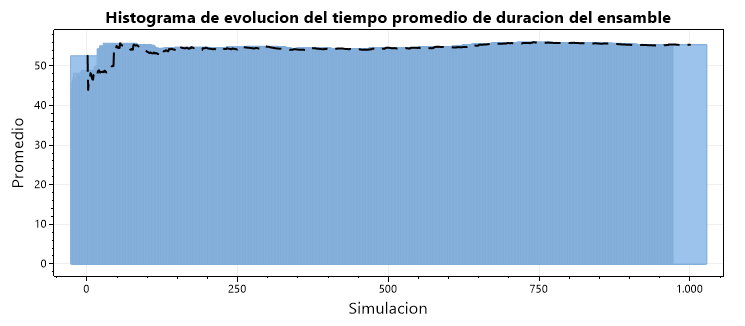 Histograma de evolucion del tiempo promedio de duracion del ensamble
Promedio
50
40
30
20
10
0
0 250 500 750 1.000
Simulacion